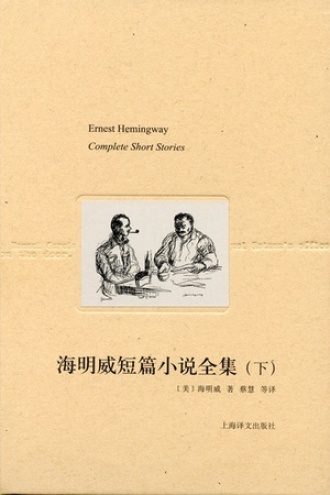 Ernest Hemingway
Complete Short Stories
海明威短篇小说全集（下）
〔美〕海明威 著 蔡慧 等译
上海译文出版社